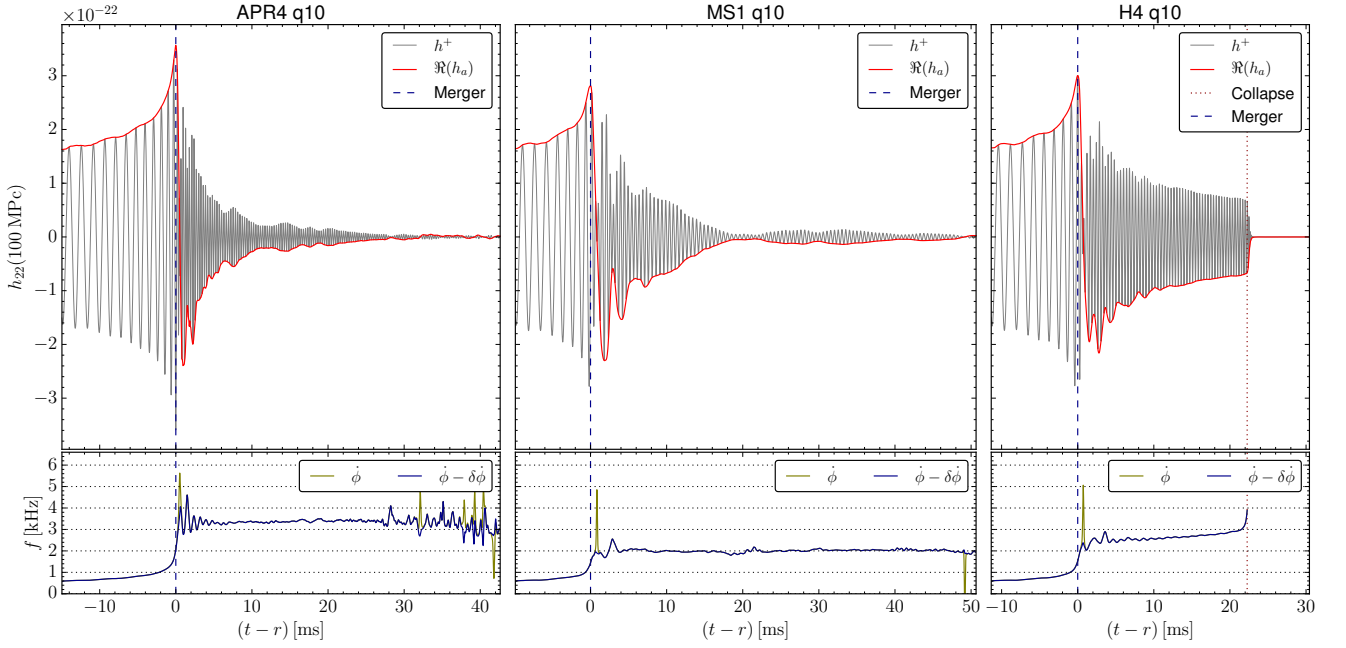 APR4 q10
MS1 q10
H4 q10
×10⁻²²
h₂₂(100 MPc)
3
2
1
0
−1
−2
−3
h⁺
ℜ(hₐ)
Merger
h⁺
ℜ(hₐ)
Merger
h⁺
ℜ(hₐ)
Collapse
Merger
f [kHz]
6
5
4
3
2
1
0
φ̇
φ̇ − δφ̇
φ̇
φ̇ − δφ̇
φ̇
φ̇ − δφ̇
−10 0 10 20 30 40
0 10 20 30 40 50
−10 0 10 20 30
(t − r) [ms]
(t − r) [ms]
(t − r) [ms]